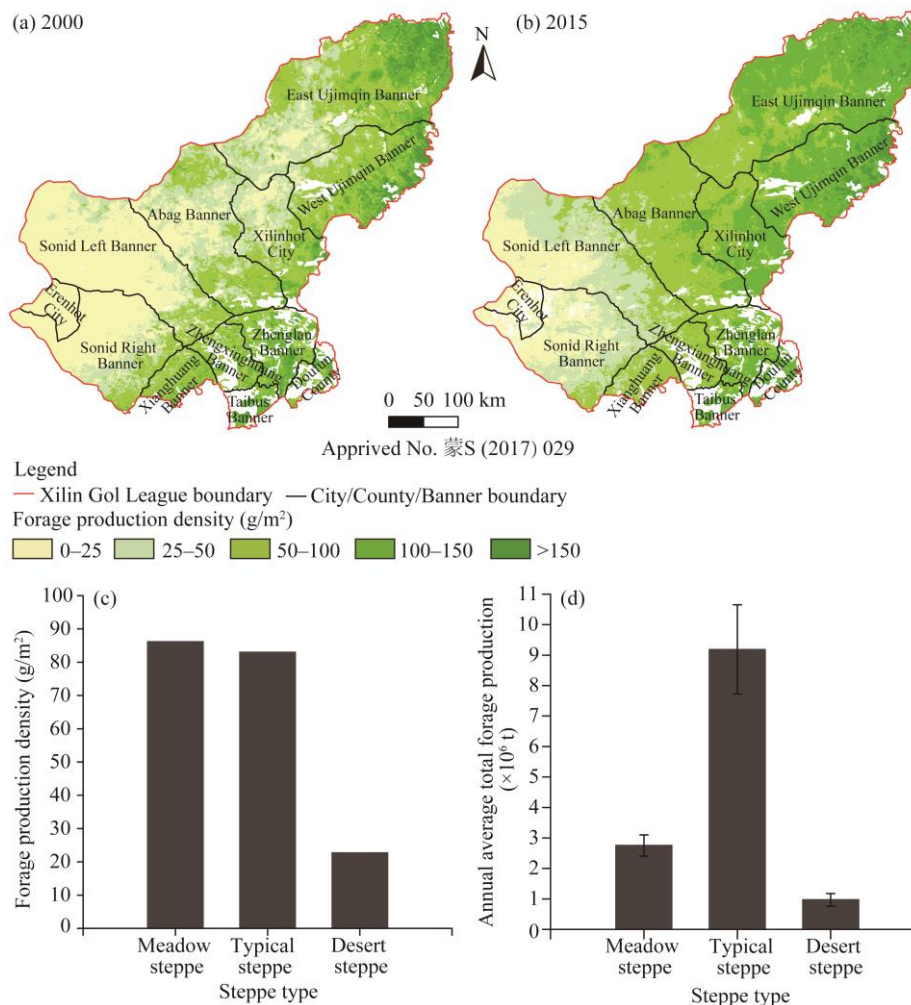 (a) 2000
N
(b) 2015
East Ujimqin Banner
West Ujimqin Banner
Abag Banner
Xilinhot
City
Sonid Left Banner
Erenhot
City
Sonid Right
Banner
Xianghuang
Banner
Zhengxianghuang
Banner
Zhenglan
Banner
Taibus
Banner
Duolun
County
East Ujimqin Banner
West Ujimqin Banner
Abag Banner
Xilinhot
City
Sonid Left Banner
Erenhot
City
Sonid Right
Banner
Xianghuang
Banner
Zhengxianghuang
Banner
Zhenglan
Banner
Taibus
Banner
Duolun
County
0 50 100 km
Apprived No. 蒙S (2017) 029
Legend
Xilin Gol League boundary
City/County/Banner boundary
Forage production density (g/m²)
0–25
25–50
50–100
100–150
>150
(c)
Forage production density (g/m²)
100
90
80
70
60
50
40
30
20
10
0
Meadow
steppe
Typical
steppe
Desert
steppe
Steppe type
(d)
Annual average total forage production
(×10⁶ t)
11
10
9
8
7
6
5
4
3
2
1
0
Meadow
steppe
Typical
steppe
Desert
steppe
Steppe type